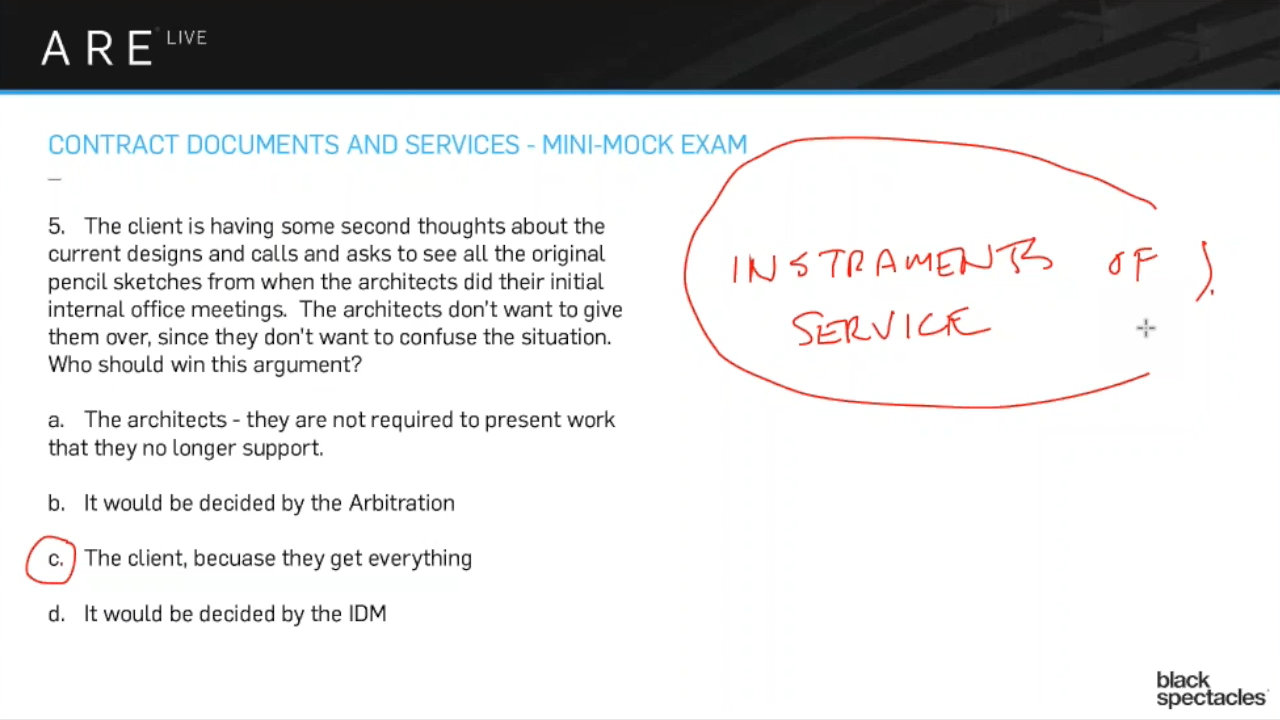 ARE LIVE
CONTRACT DOCUMENTS AND SERVICES - MINI-MOCK EXAM
5. The client is having some second thoughts about the
current designs and calls and asks to see all the original
pencil sketches from when the architects did their initial
internal office meetings. The architects don't want to give
them over, since they don't want to confuse the situation.
Who should win this argument?
a. The architects - they are not required to present work
that they no longer support.
b. It would be decided by the Arbitration
c. The client, becuase they get everything
d. It would be decided by the IDM
INSTRAMENTS OF
SERVICE
black
spectacles